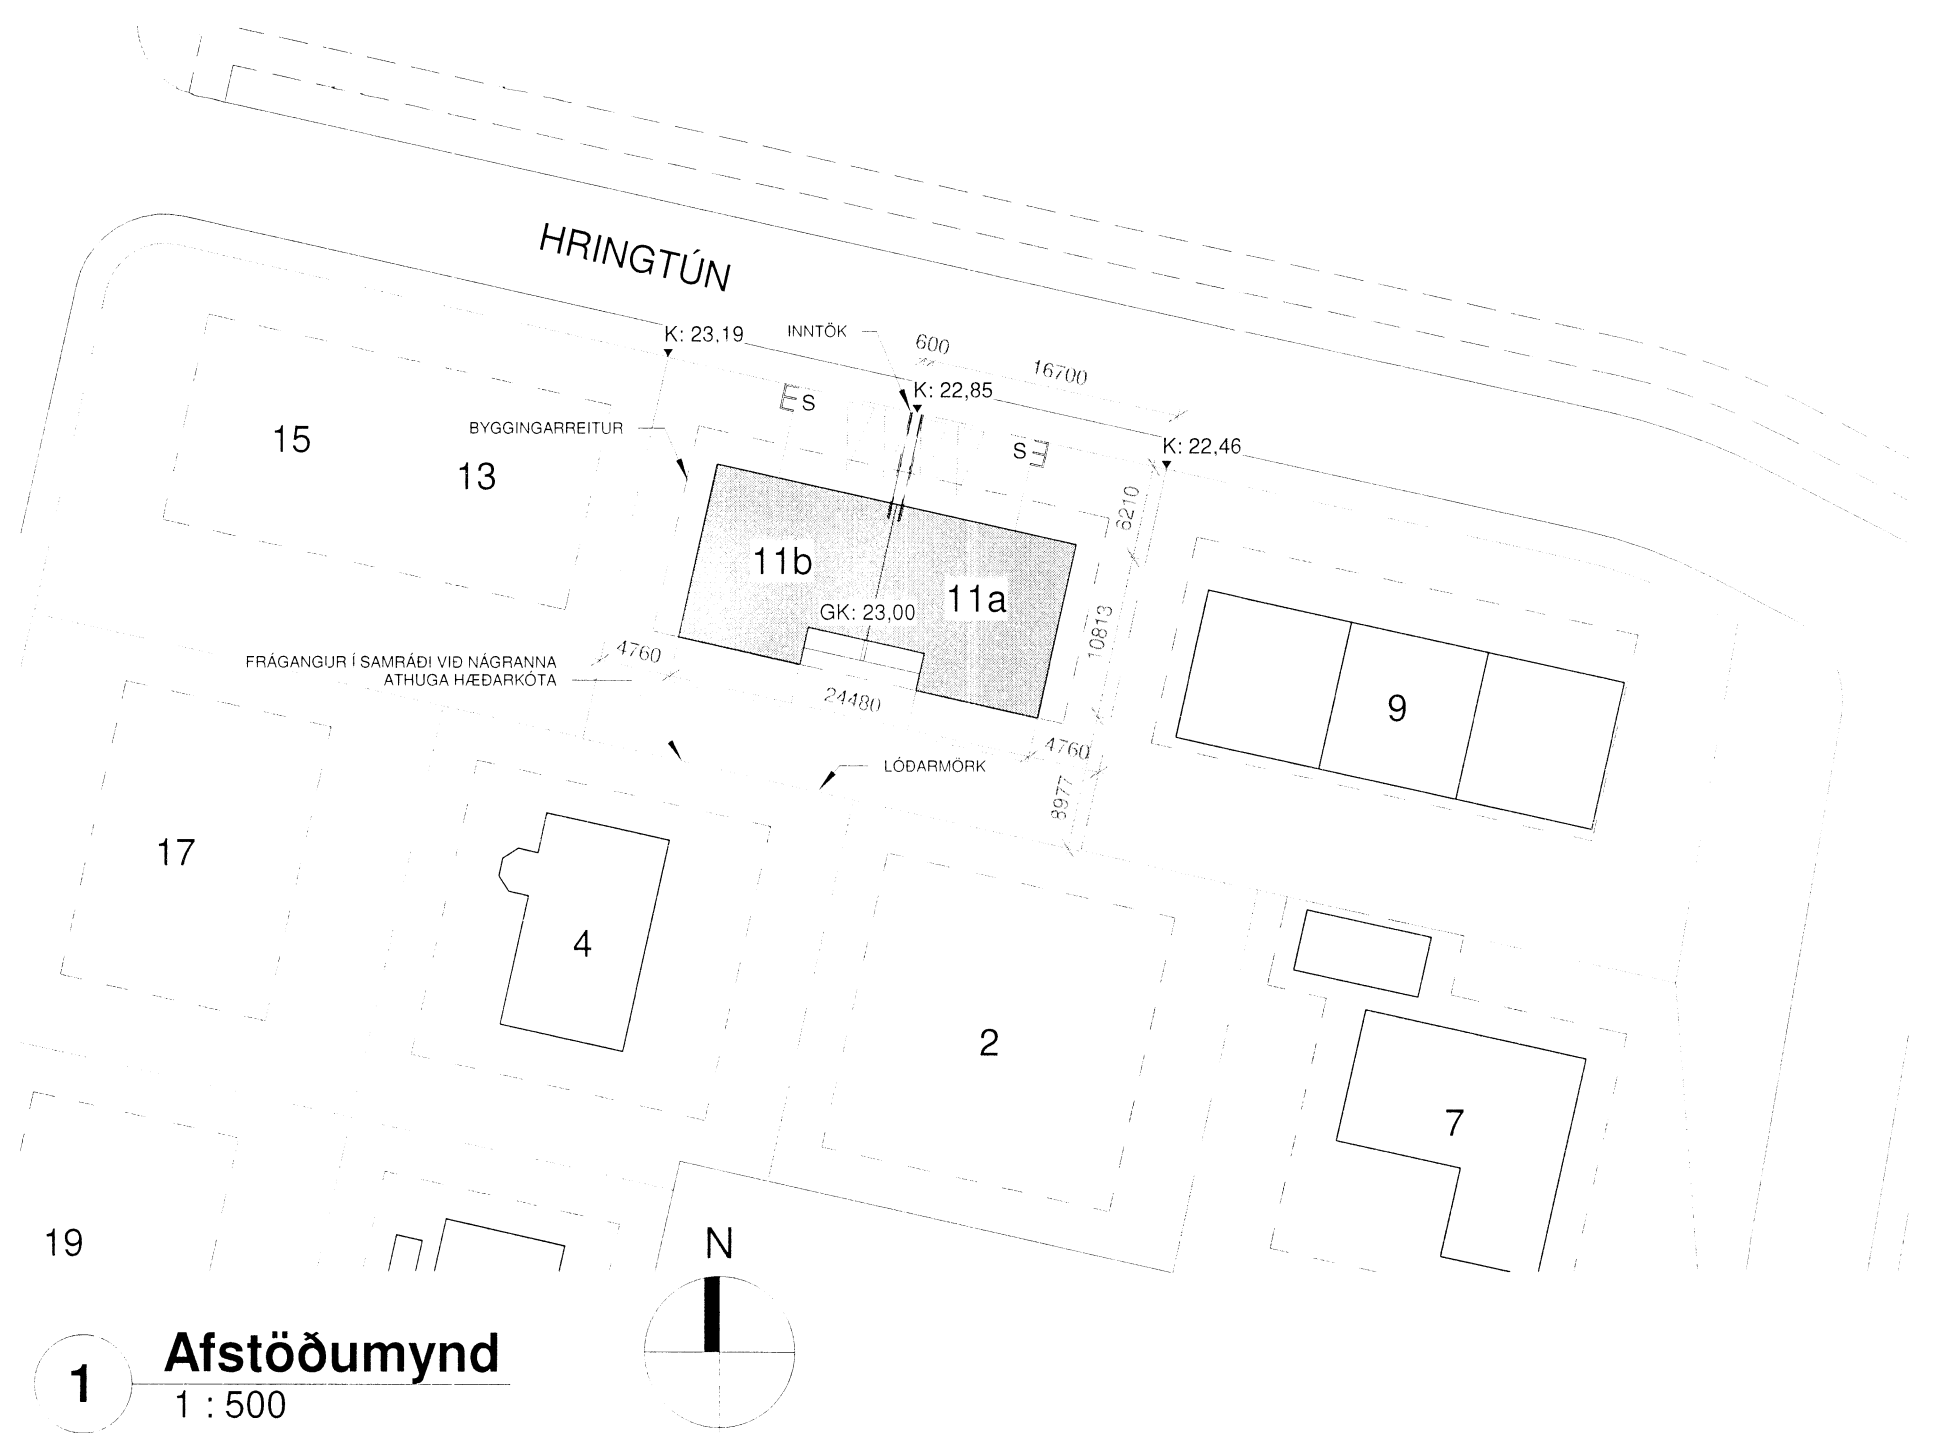 HRINGTÚN
K: 23,19
INNTÖK
600
16700
K: 22,85
S
BYGGINGARREITUR
S
K: 22,46
15
13
6210
11b
11a
GK: 23,00
10813
4760
FRÁGANGUR Í SAMRÁÐI VIÐ NÁGRANNA
ATHUGA HÆÐARKÓTA
24480
9
4760
LÓÐARMÖRK
8977
17
4
2
7
19
N
1
Afstöðumynd
1 : 500